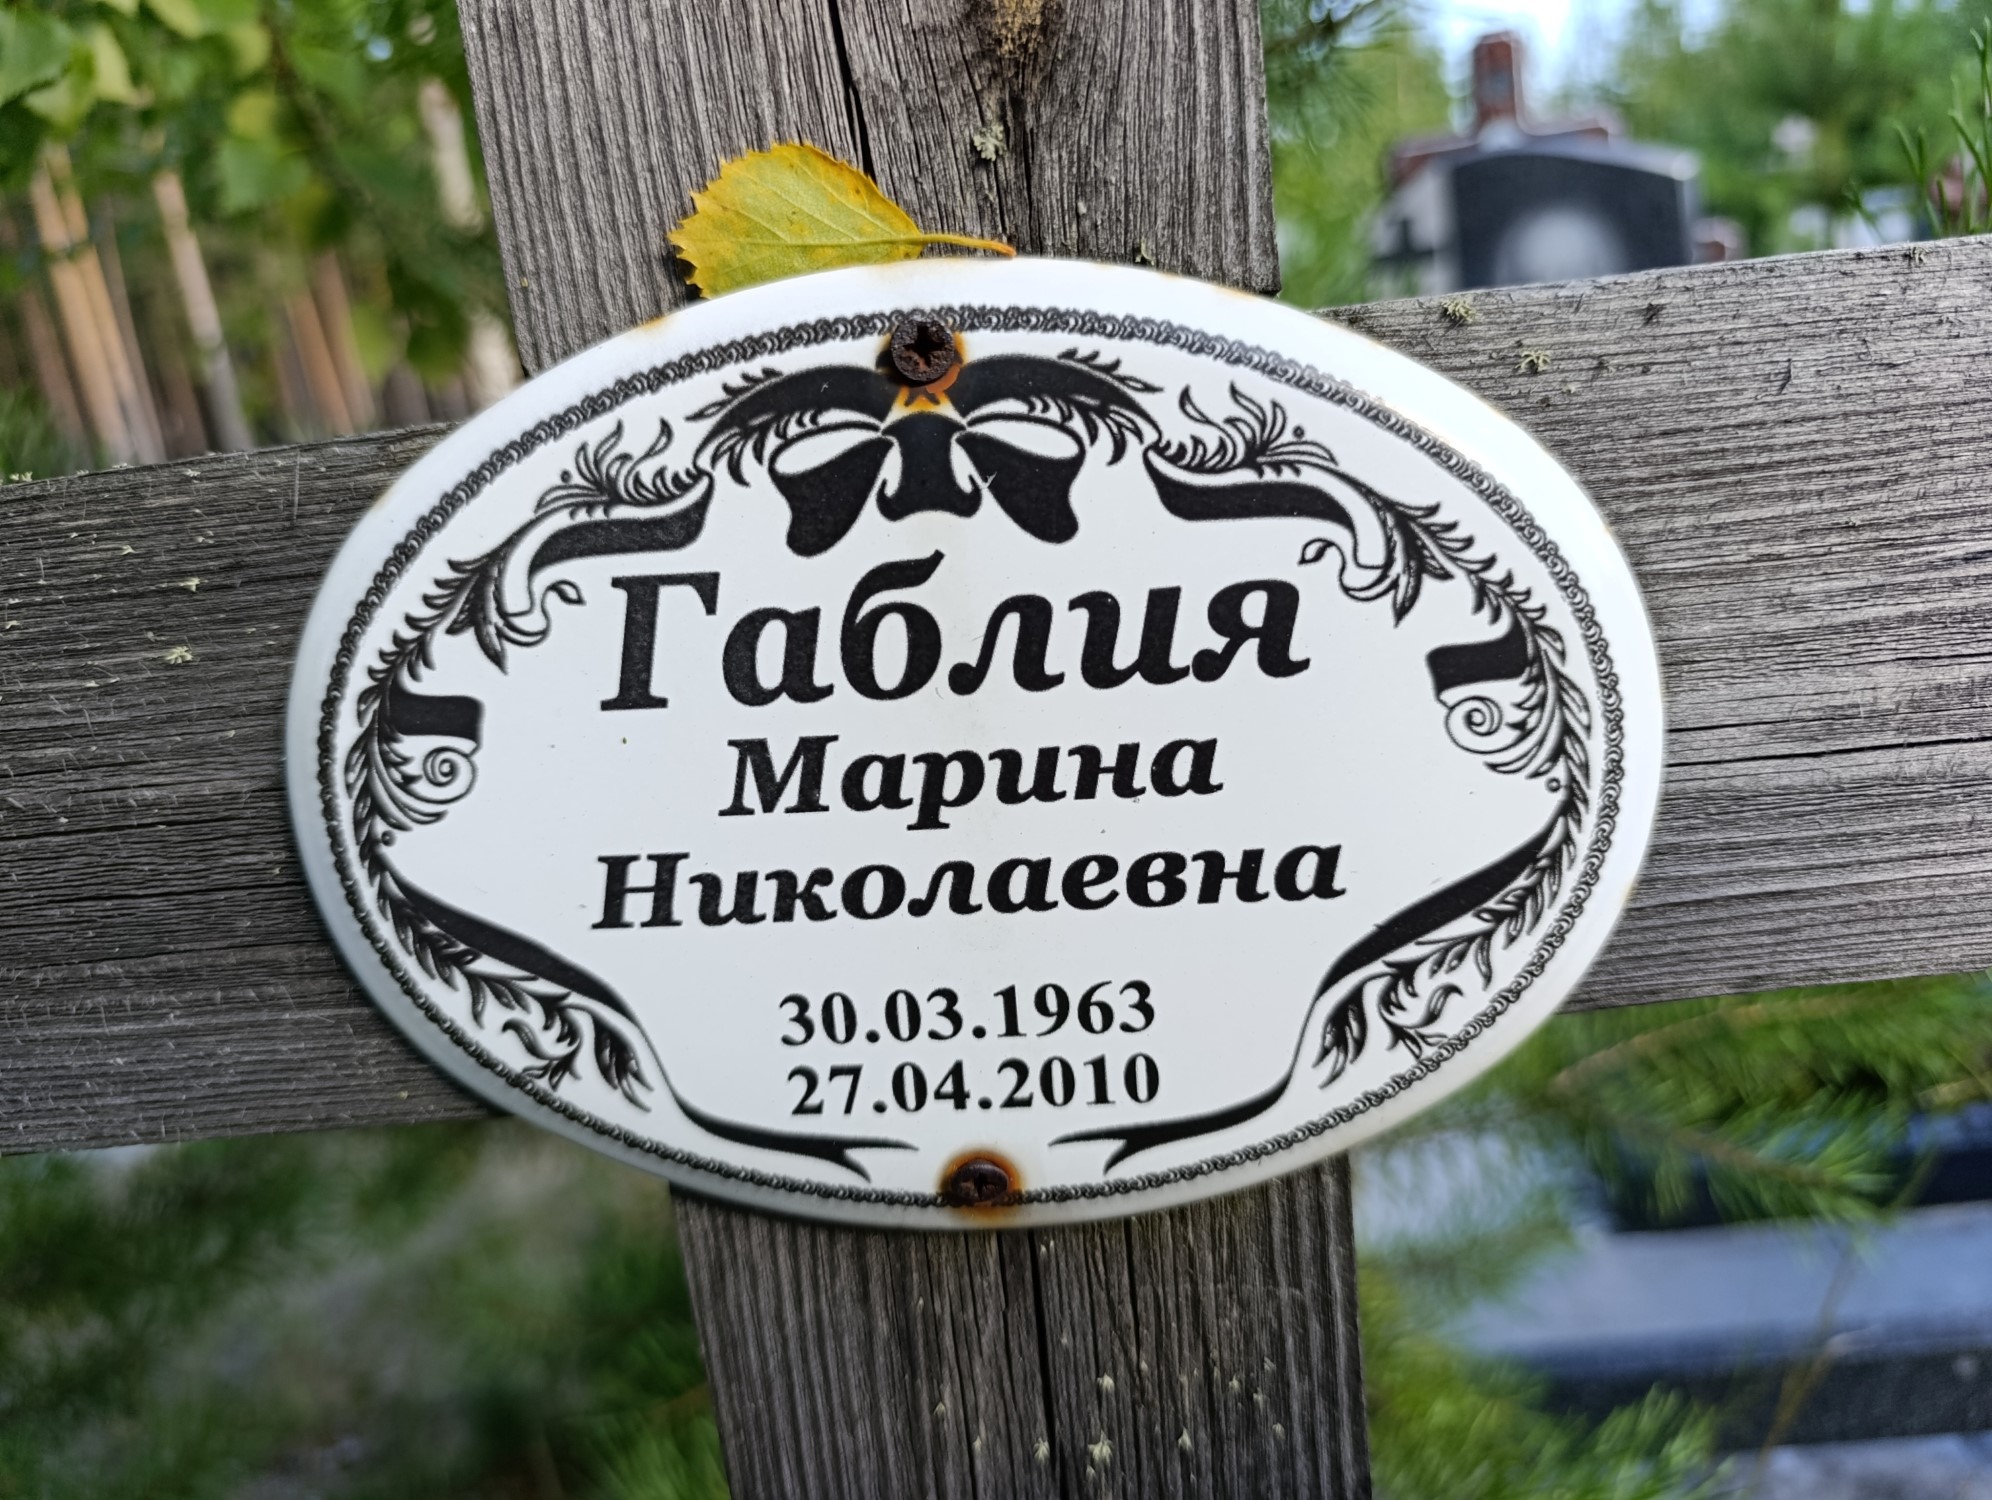 Габлия
Марина
Николаевна
30.03.1963
27.04.2010